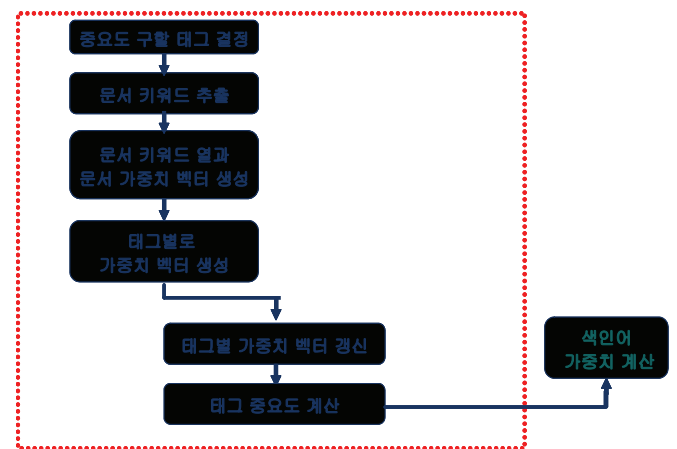 중요도 구할 태그 결정
문서 키워드 추출
문서 키워드 열과
문서 가중치 벡터 생성
태그별로
가중치 벡터 생성
태그별 가중치 벡터 갱신
태그 중요도 계산
색인어
가중치 계산